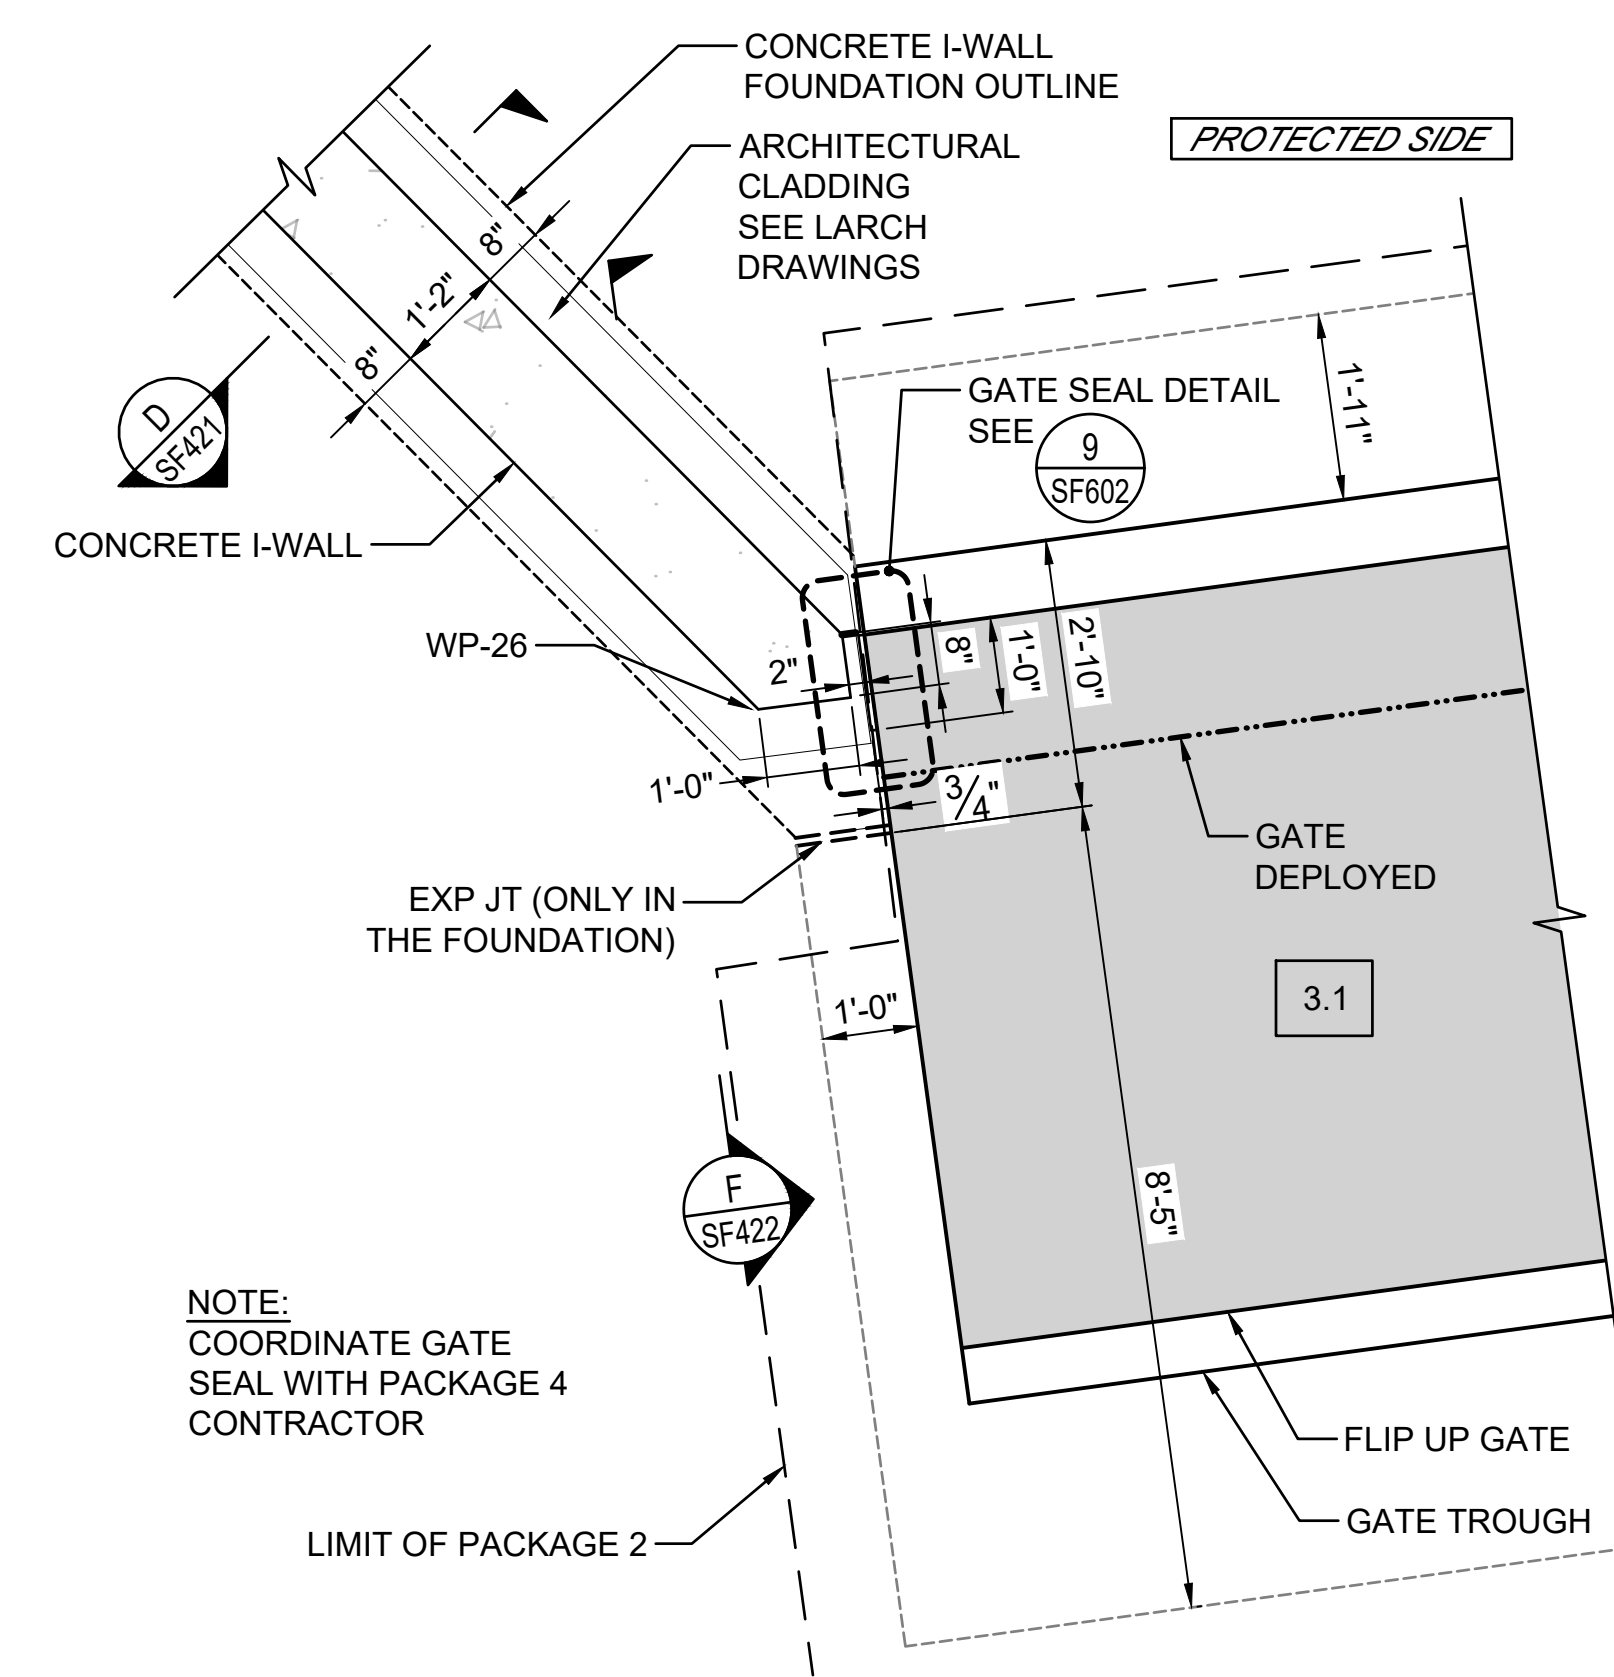 CONCRETE I-WALL
FOUNDATION OUTLINE
ARCHITECTURAL
CLADDING
SEE LARCH
DRAWINGS
PROTECTED SIDE
8"
1'-2"
8"
D
SF421
CONCRETE I-WALL
GATE SEAL DETAIL
SEE
9
SF602
1'-11"
WP-26
2"
8"
1'-0"
2'-10"
1'-0"
3/4"
GATE
DEPLOYED
EXP JT (ONLY IN
THE FOUNDATION)
1'-0"
3.1
F
SF422
8'-5"
NOTE:
COORDINATE GATE
SEAL WITH PACKAGE 4
CONTRACTOR
FLIP UP GATE
GATE TROUGH
LIMIT OF PACKAGE 2